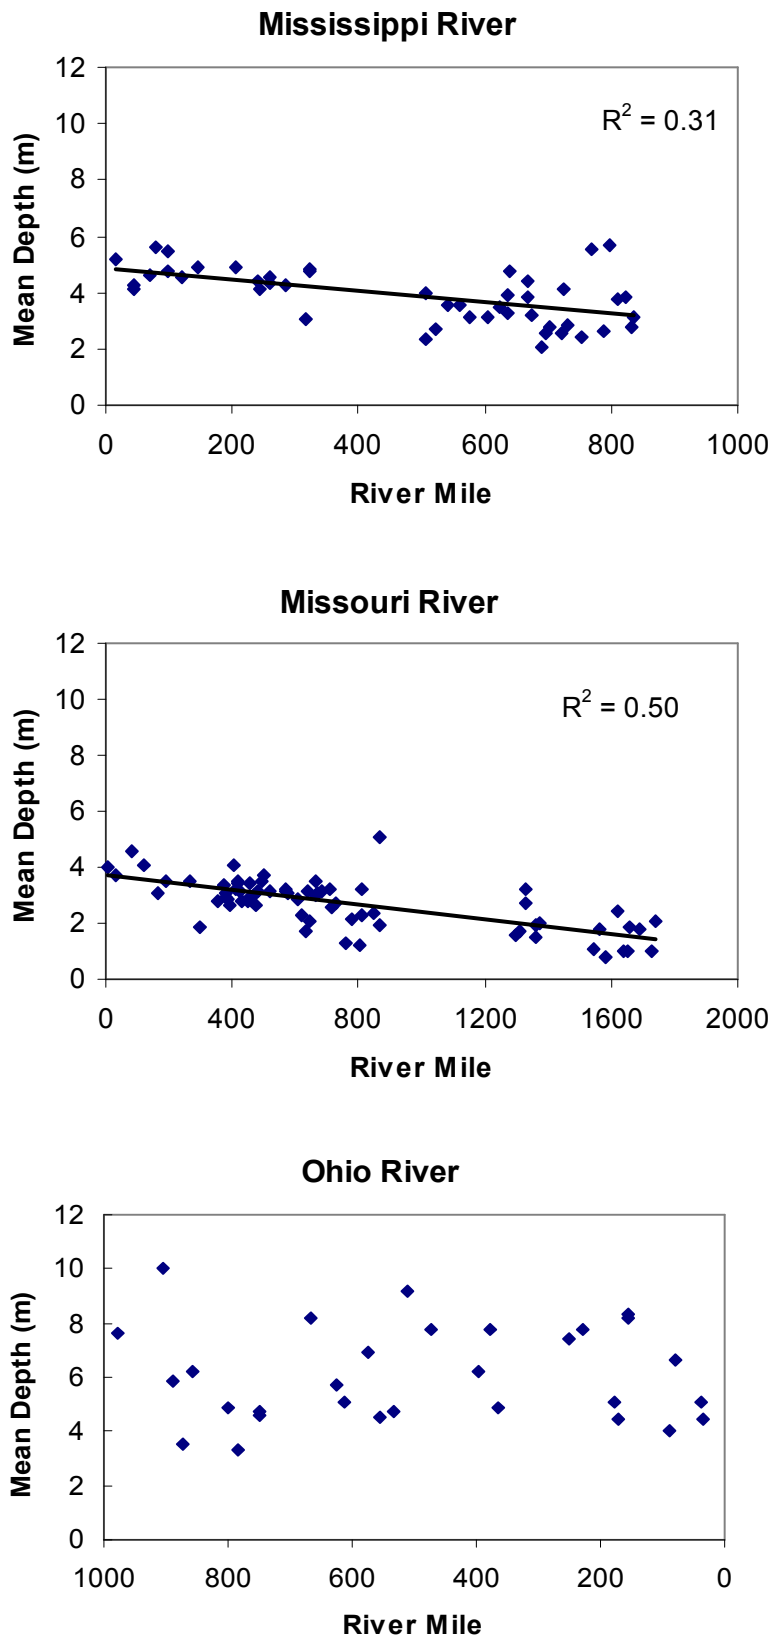 Mississippi River
12
10
8
6
4
2
0
Mean Depth (m)
R² = 0.31
0 200 400 600 800 1000
River Mile
Missouri River
12
10
8
6
4
2
0
Mean Depth (m)
R² = 0.50
0 400 800 1200 1600 2000
River Mile
Ohio River
12
10
8
6
4
2
0
Mean Depth (m)
1000 800 600 400 200 0
River Mile